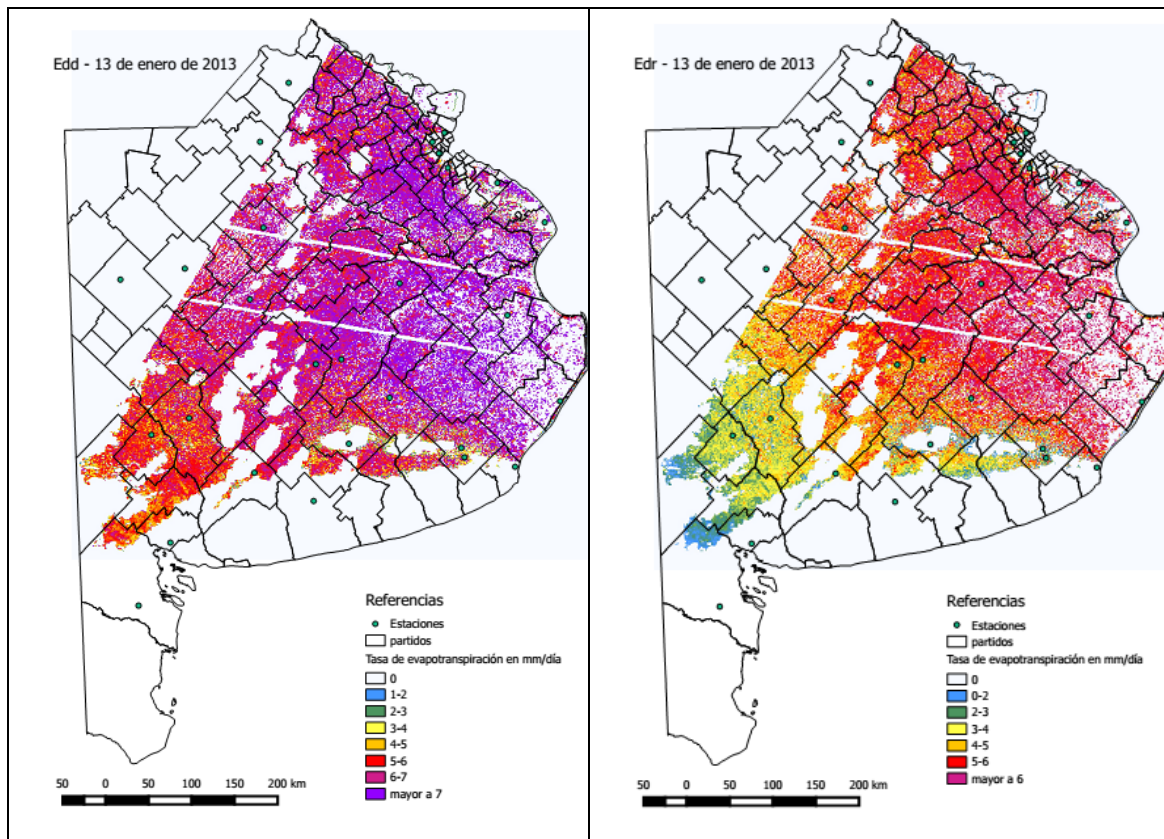 Edd - 13 de enero de 2013
Referencias
Estaciones
partidos
Tasa de evapotranspiración en mm/día
0
1-2
2-3
3-4
4-5
5-6
6-7
mayor a 7
50 0 50 100 150 200 km
Edr - 13 de enero de 2013
Referencias
Estaciones
partidos
Tasa de evapotranspiración en mm/día
0
0-2
2-3
3-4
4-5
5-6
mayor a 6
50 0 50 100 150 200 km